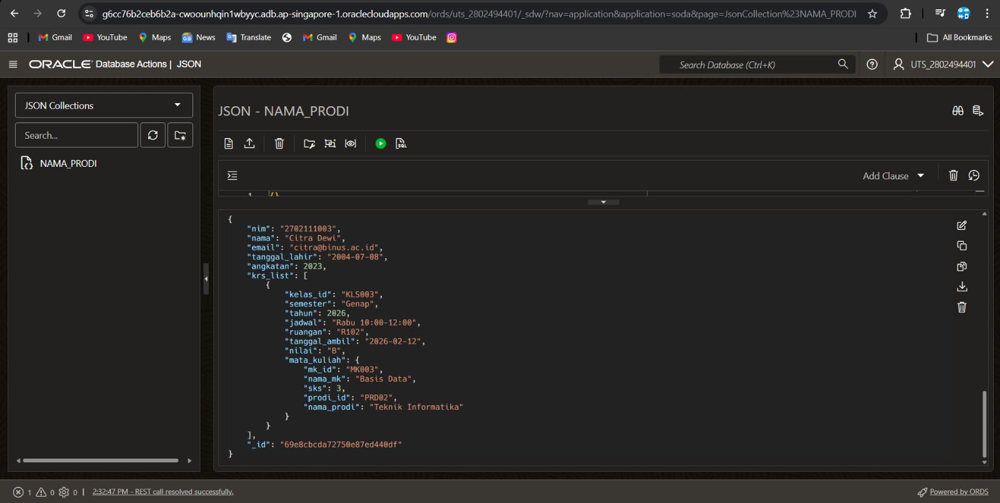 g6cc76b2ceb6b2a-cwoounhqin1wbyyc.adb.ap-singapore-1.oraclecloudapps.com/ords/uts_2802494401/_sdw/?nav=application&application=soda&page=JsonCollection%23NAMA_PRODI
Gmail YouTube Maps News Translate Gmail Maps YouTube All Bookmarks
ORACLE Database Actions | JSON Search Database (Ctrl+K) UTS_2802494401
JSON Collections
Search...
NAMA_PRODI
JSON - NAMA_PRODI
Add Clause
1 {}
{
"nim": "2702111003",
"nama": "Citra Dewi",
"email": "citra@binus.ac.id",
"tanggal_lahir": "2004-07-08",
"angkatan": 2023,
"krs_list": [
{
"kelas_id": "KLS003",
"semester": "Genap",
"tahun": 2026,
"jadwal": "Rabu 10:00-12:00",
"ruangan": "R102",
"tanggal_ambil": "2026-02-12",
"nilai": "B",
"mata_kuliah": {
"mk_id": "MK003",
"nama_mk": "Basis Data",
"sks": 3,
"prodi_id": "PRD02",
"nama_prodi": "Teknik Informatika"
}
}
],
"_id": "69e8cbcda72750e87ed440df"
}
1 0 0 | 2:32:47 PM - REST call resolved successfully.
Powered by ORDS